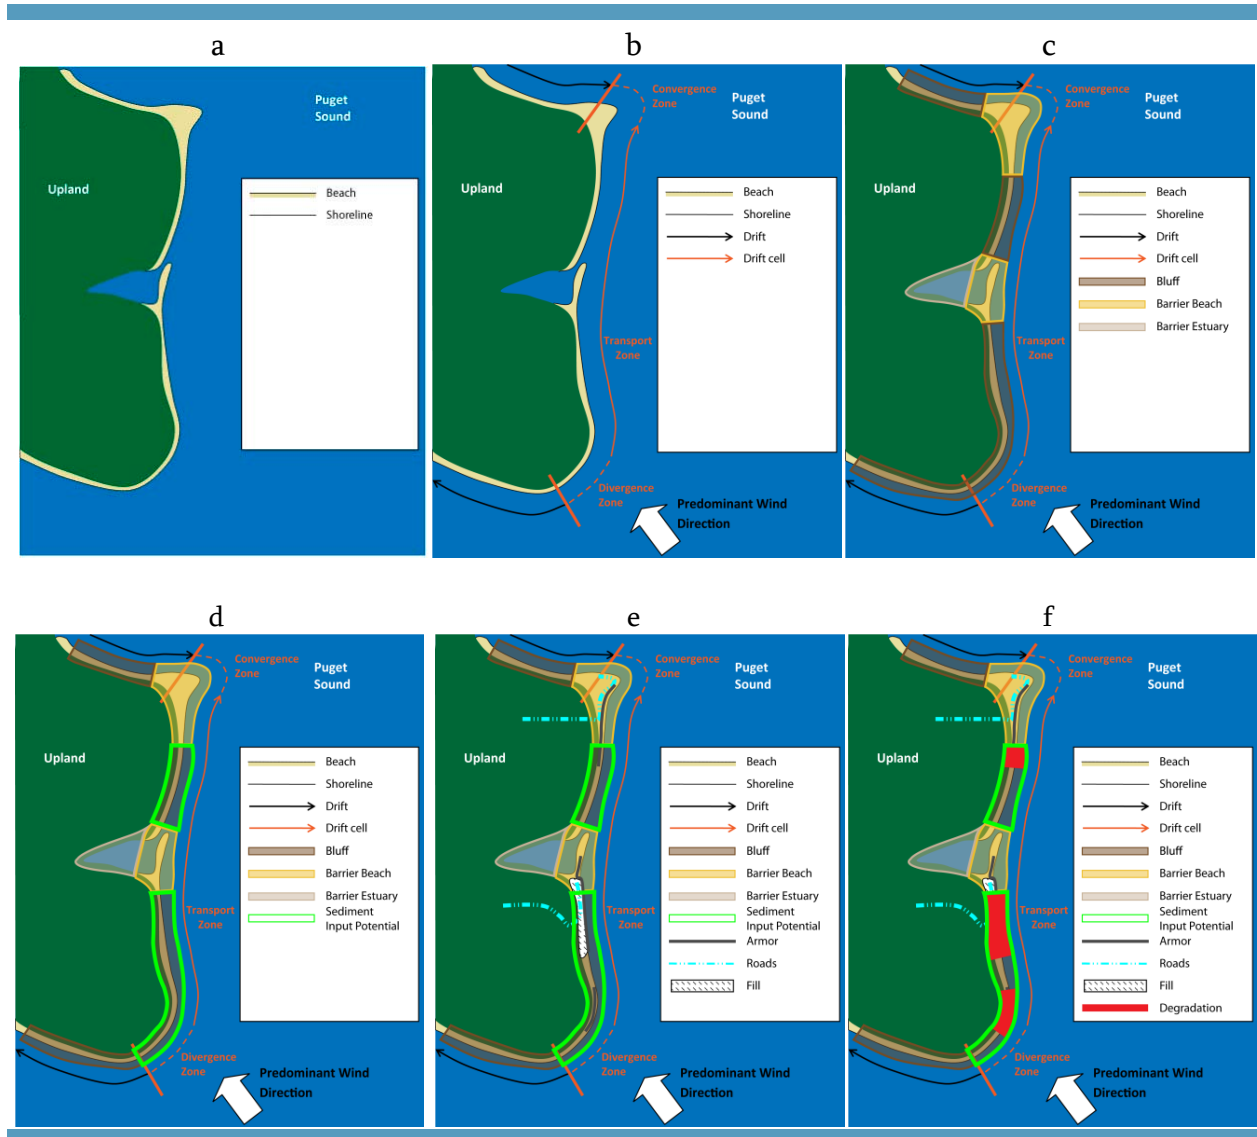 a
Puget
Sound
Upland
Beach
Shoreline
b
Convergence
Zone
Puget
Sound
Upland
Beach
Shoreline
Drift
Drift cell
Transport
Zone
Divergence
Zone
Predominant Wind
Direction
c
Convergence
Zone
Puget
Sound
Upland
Beach
Shoreline
Drift
Drift cell
Bluff
Barrier Beach
Barrier Estuary
Transport
Zone
Divergence
Zone
Predominant Wind
Direction
d
Convergence
Zone
Puget
Sound
Upland
Beach
Shoreline
Drift
Drift cell
Bluff
Barrier Beach
Barrier Estuary
Sediment
Input Potential
Transport
Zone
Divergence
Zone
Predominant Wind
Direction
e
Convergence
Zone
Puget
Sound
Upland
Beach
Shoreline
Drift
Drift cell
Bluff
Barrier Beach
Barrier Estuary
Sediment
Input Potential
Armor
Roads
Fill
Transport
Zone
Divergence
Zone
Predominant Wind
Direction
f
Convergence
Zone
Puget
Sound
Upland
Beach
Shoreline
Drift
Drift cell
Bluff
Barrier Beach
Barrier Estuary
Sediment
Input Potential
Armor
Roads
Fill
Degradation
Transport
Zone
Divergence
Zone
Predominant Wind
Direction